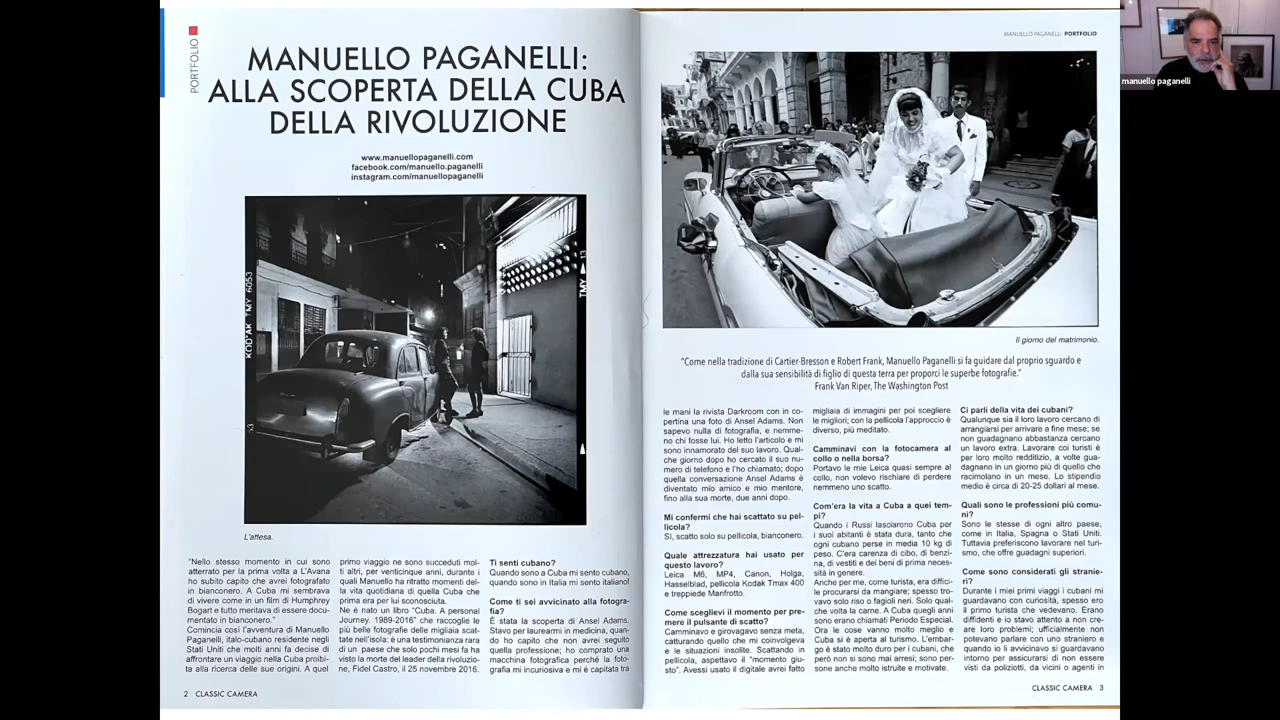 PORTFOLIO
MANUELLO PAGANELLI:
ALLA SCOPERTA DELLA CUBA
DELLA RIVOLUZIONE
www.manuellopaganelli.com
facebook.com/manuello.paganelli
instagram.com/manuellopaganelli
KODAK TMY 6053
TMY
13
L'attesa.
"Nello stesso momento in cui sono
atterrato per la prima volta a L'Avana
ho subito capito che avrei fotografato
in bianconero. A Cuba mi sembrava
di vivere come in un film di Humphrey
Bogart e tutto meritava di essere docu-
mentato in bianconero."
Comincia così l'avventura di Manuello
Paganelli, italo-cubano residente negli
Stati Uniti che molti anni fa decise di
affrontare un viaggio nella Cuba proibi-
ta alla ricerca delle sue origini. A quel
primo viaggio ne sono succeduti mol-
ti altri, per venticinque anni, durante i
quali Manuello ha ritratto momenti del-
la vita quotidiana di quella Cuba che
prima era per lui sconosciuta.
Ne è nato un libro "Cuba. A personal
Journey. 1989-2016" che raccoglie le
più belle fotografie delle migliaia scat-
tate nell'isola: è una testimonianza rara
di un paese che solo pochi mesi fa ha
visto la morte del leader della rivoluzio-
ne, Fidel Castro, il 25 novembre 2016.
Ti senti cubano?
Quando sono a Cuba mi sento cubano,
quando sono in Italia mi sento italiano!
Come ti sei avvicinato alla fotogra-
fia?
È stata la scoperta di Ansel Adams.
Stavo per laurearmi in medicina, quan-
do ho capito che non avrei seguito
quella professione; ho comprato una
macchina fotografica perché la foto-
grafia mi incuriosiva e mi è capitata tra
2 CLASSIC CAMERA
MANUELLO PAGANELLI PORTFOLIO
Il giorno del matrimonio.
"Come nella tradizione di Cartier-Bresson e Robert Frank, Manuello Paganelli si fa guidare dal proprio sguardo e
dalla sua sensibilità di figlio di questa terra per proporci le superbe fotografie."
Frank Van Riper, The Washington Post
le mani la rivista Darkroom con in co-
pertina una foto di Ansel Adams. Non
sapevo nulla di fotografia, e nemme-
no chi fosse lui. Ho letto l'articolo e mi
sono innamorato del suo lavoro. Qual-
che giorno dopo ho cercato il suo nu-
mero di telefono e l'ho chiamato; dopo
quella conversazione Ansel Adams è
diventato mio amico e mio mentore,
fino alla sua morte, due anni dopo.
Mi confermi che hai scattato su pel-
licola?
Sì, scatto solo su pellicola, bianconero.
Quale attrezzatura hai usato per
questo lavoro?
Leica M6, MP4, Canon, Holga,
Hasselblad, pellicola Kodak Tmax 400
e treppiede Manfrotto.
Come sceglievi il momento per pre-
mere il pulsante di scatto?
Camminavo e girovagavo senza meta,
catturando quello che mi coinvolgeva
e le situazioni insolite. Scattando in
pellicola, aspettavo il "momento giu-
sto". Avessi usato il digitale avrei fatto
migliaia di immagini per poi scegliere
le migliori; con la pellicola l'approccio è
diverso, più meditato.
Camminavi con la fotocamera al
collo o nella borsa?
Portavo le mie Leica quasi sempre al
collo, non volevo rischiare di perdere
nemmeno uno scatto.
Com'era la vita a Cuba a quei tem-
pi?
Quando i Russi lasciarono Cuba per
i suoi abitanti è stata dura, tanto che
ogni cubano perse in media 10 kg di
peso. C'era carenza di cibo, di benzi-
na, di vestiti e dei beni di prima neces-
sità in genere.
Anche per me, come turista, era diffici-
le procurarsi da mangiare; spesso tro-
vavo solo riso o fagioli neri. Solo qual-
che volta la carne. A Cuba quegli anni
sono erano chiamati Periodo Especial.
Ora le cose vanno molto meglio e
Cuba si è aperta al turismo. L'embar-
go è stato molto duro per i cubani, che
però non si sono mai arresi; sono per-
sone anche molto istruite e motivate.
Ci parli della vita dei cubani?
Qualunque sia il loro lavoro cercano di
arrangiarsi per arrivare a fine mese; se
non guadagnano abbastanza cercano
un lavoro extra. Lavorare coi turisti è
per loro molto redditizio, a volte gua-
dagnano in un giorno più di quello che
racimolano in un mese. Lo stipendio
medio è circa di 20-25 dollari al mese.
Quali sono le professioni più comu-
ni?
Sono le stesse di ogni altro paese,
come in Italia, Spagna o Stati Uniti.
Tuttavia preferiscono lavorare nel turi-
smo, che offre guadagni superiori.
Come sono considerati gli stranie-
ri?
Durante i miei primi viaggi i cubani mi
guardavano con curiosità, spesso ero
il primo turista che vedevano. Erano
diffidenti e io stavo attento a non cre-
are loro problemi; ufficialmente non
potevano parlare con uno straniero e
quando io li avvicinavo si guardavano
intorno per assicurarsi di non essere
visti da poliziotti, da vicini o agenti in
CLASSIC CAMERA 3
manuello paganelli